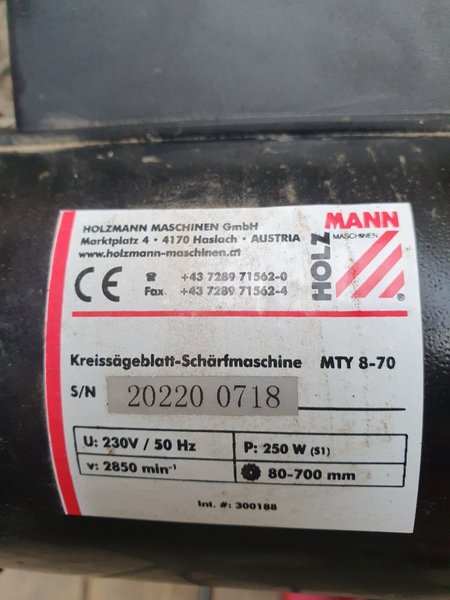 HOLZMANN MASCHINEN GmbH
Marktplatz 4 • 4170 Haslach • AUSTRIA
www.holzmann-maschinen.at
☎ +43 7289 71562-0
Fax +43 7289 71562-4
CE
HOLZ
MANN
MASCHINEN
®
Kreissägeblatt-Schärfmaschine MTY 8-70
S/N 20220 0718
U: 230V / 50 Hz P: 250 W (S1)
v: 2850 min⁻¹ 80-700 mm
Int. #: 300188